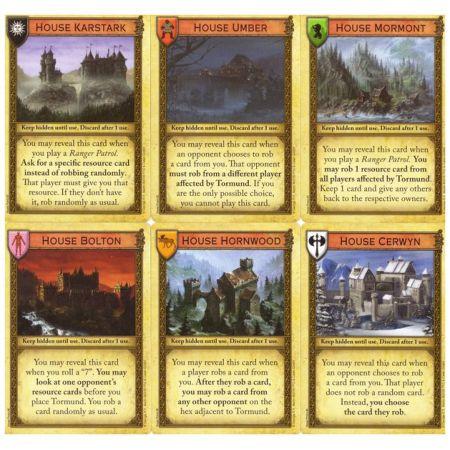 HOUSE KARSTARK
Keep hidden until use, Discard after 1 use.
You may reveal this card when
you play a Ranger Patrol.
Ask for a specific resource card
instead of robbing randomly.
That player must give you that
resource. If they don't have
it, rob randomly as usual.
HOUSE UMBER
Keep hidden until use, Discard after 1 use.
You may reveal this card when
an opponent chooses to rob
a card from you. That opponent
must rob from a different player
affected by Tormund. If you
are the only possible choice,
you cannot play this card.
HOUSE MORMONT
Keep hidden until use, Discard after 1 use.
You may reveal this card when
you play a Ranger Patrol. You
may rob 1 resource card from
all players affected by Tormund.
Keep 1 card and give any others
back to the respective owners.
HOUSE BOLTON
Keep hidden until use, Discard after 1 use.
You may reveal this card
when you roll a "7". You may
look at one opponent's
resource cards before you
place Tormund. You rob a
card randomly as usual.
HOUSE HORNWOOD
Keep hidden until use, Discard after 1 use.
You may reveal this card when
a player robs a card from
you. After they rob a card,
you may rob a card from
any other opponent on the
hex adjacent to Tormund.
HOUSE CERWYN
Keep hidden until use, Discard after 1 use.
You may reveal this card when
an opponent chooses to rob
a card from you. That player
does not rob a random card.
Instead, you choose
the card they rob.